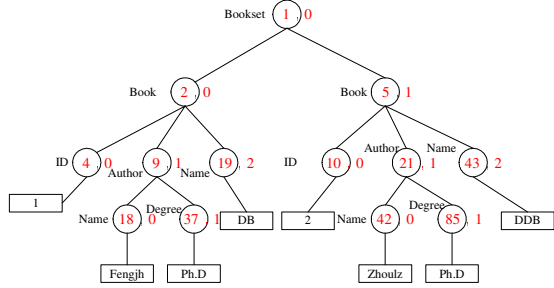 Bookset 1 , 0
Book 2 , 0 Book 5 , 1
ID 4 , 0 Author 9 , 1 Name 19 , 2 ID 10 , 0 Author 21 , 1 Name 43 , 2
1 Name 18 , 0 Degree 37 , 1 DB 2 Name 42 , 0 Degree 85 , 1 DDB
Fengjh Ph.D Zhoulz Ph.D